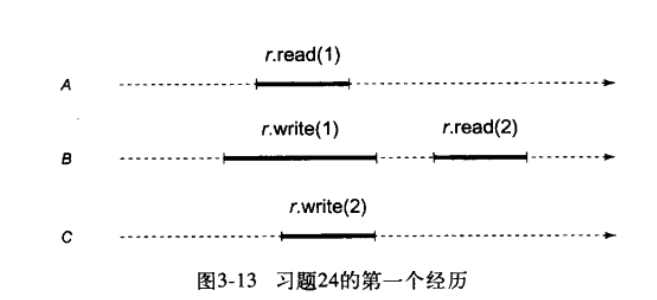 r.read(1)
A
r.write(1) r.read(2)
B
r.write(2)
C
图3-13 习题24的第一个经历